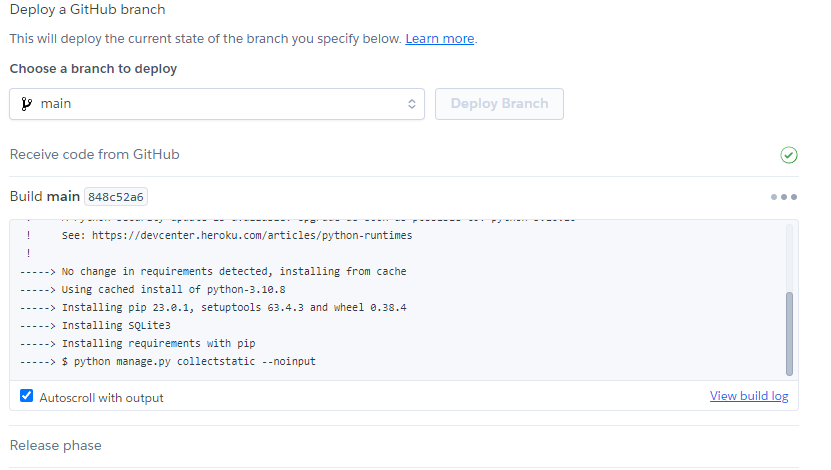 Deploy a GitHub branch
This will deploy the current state of the branch you specify below. Learn more.
Choose a branch to deploy
main
Deploy Branch
Receive code from GitHub
Build main 848c52a6
! See: https://devcenter.heroku.com/articles/python-runtimes
!
-----> No change in requirements detected, installing from cache
-----> Using cached install of python-3.10.8
-----> Installing pip 23.0.1, setuptools 63.4.3 and wheel 0.38.4
-----> Installing SQLite3
-----> Installing requirements with pip
-----> $ python manage.py collectstatic --noinput
Autoscroll with output
View build log
Release phase